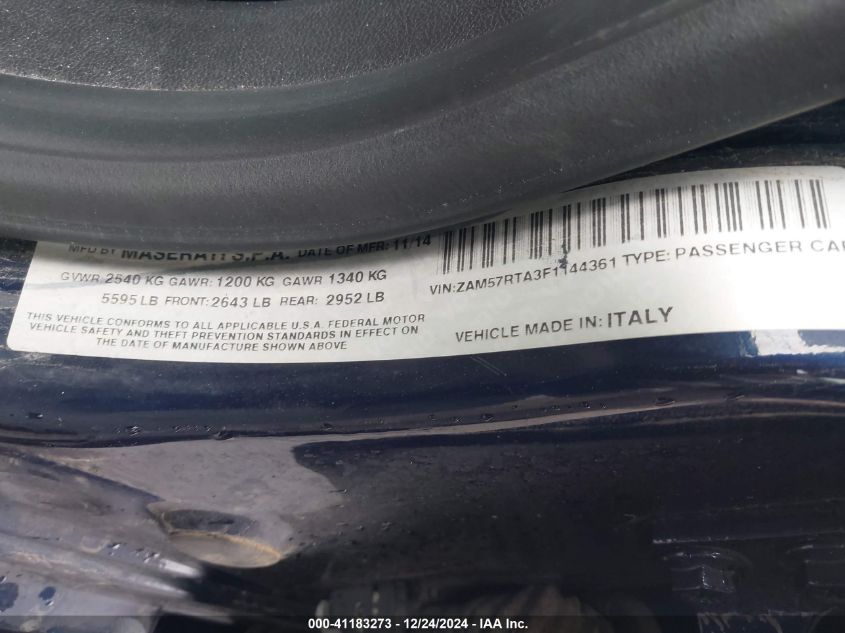 MFD BY MASERATI S.P.A. DATE OF MFR: 11/14
GVWR 2540 KG GAWR: 1200 KG GAWR 1340 KG
5595 LB FRONT: 2643 LB REAR: 2952 LB
THIS VEHICLE CONFORMS TO ALL APPLICABLE U.S.A. FEDERAL MOTOR
VEHICLE SAFETY AND THEFT PREVENTION STANDARDS IN EFFECT ON
THE DATE OF MANUFACTURE SHOWN ABOVE
VIN:ZAM57RTA3F1144361 TYPE: PASSENGER CAR
VEHICLE MADE IN: ITALY
000-41183273 - 12/24/2024 - IAA Inc.